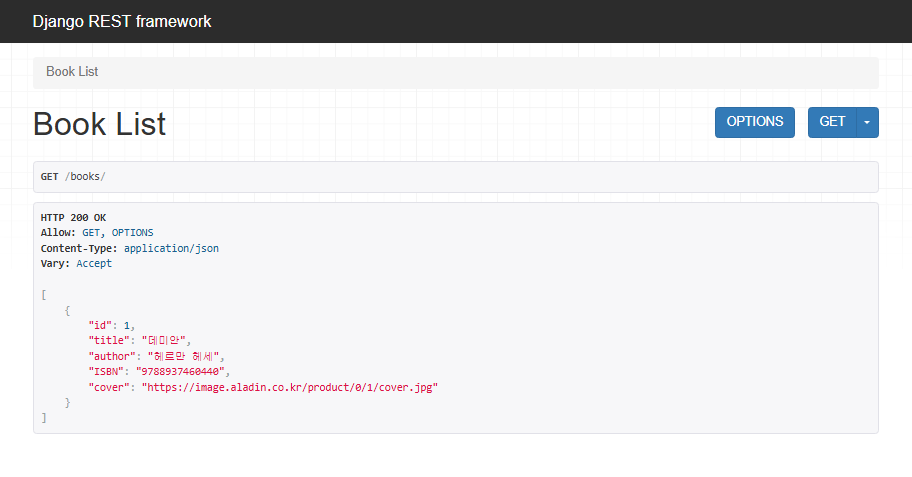 Django REST framework
Book List
Book List
OPTIONS
GET
GET /books/
HTTP 200 OK
Allow: GET, OPTIONS
Content-Type: application/json
Vary: Accept
[
    {
        "id": 1,
        "title": "데미안",
        "author": "헤르만 헤세",
        "ISBN": "9788937460440",
        "cover": "https://image.aladin.co.kr/product/0/1/cover.jpg"
    }
]